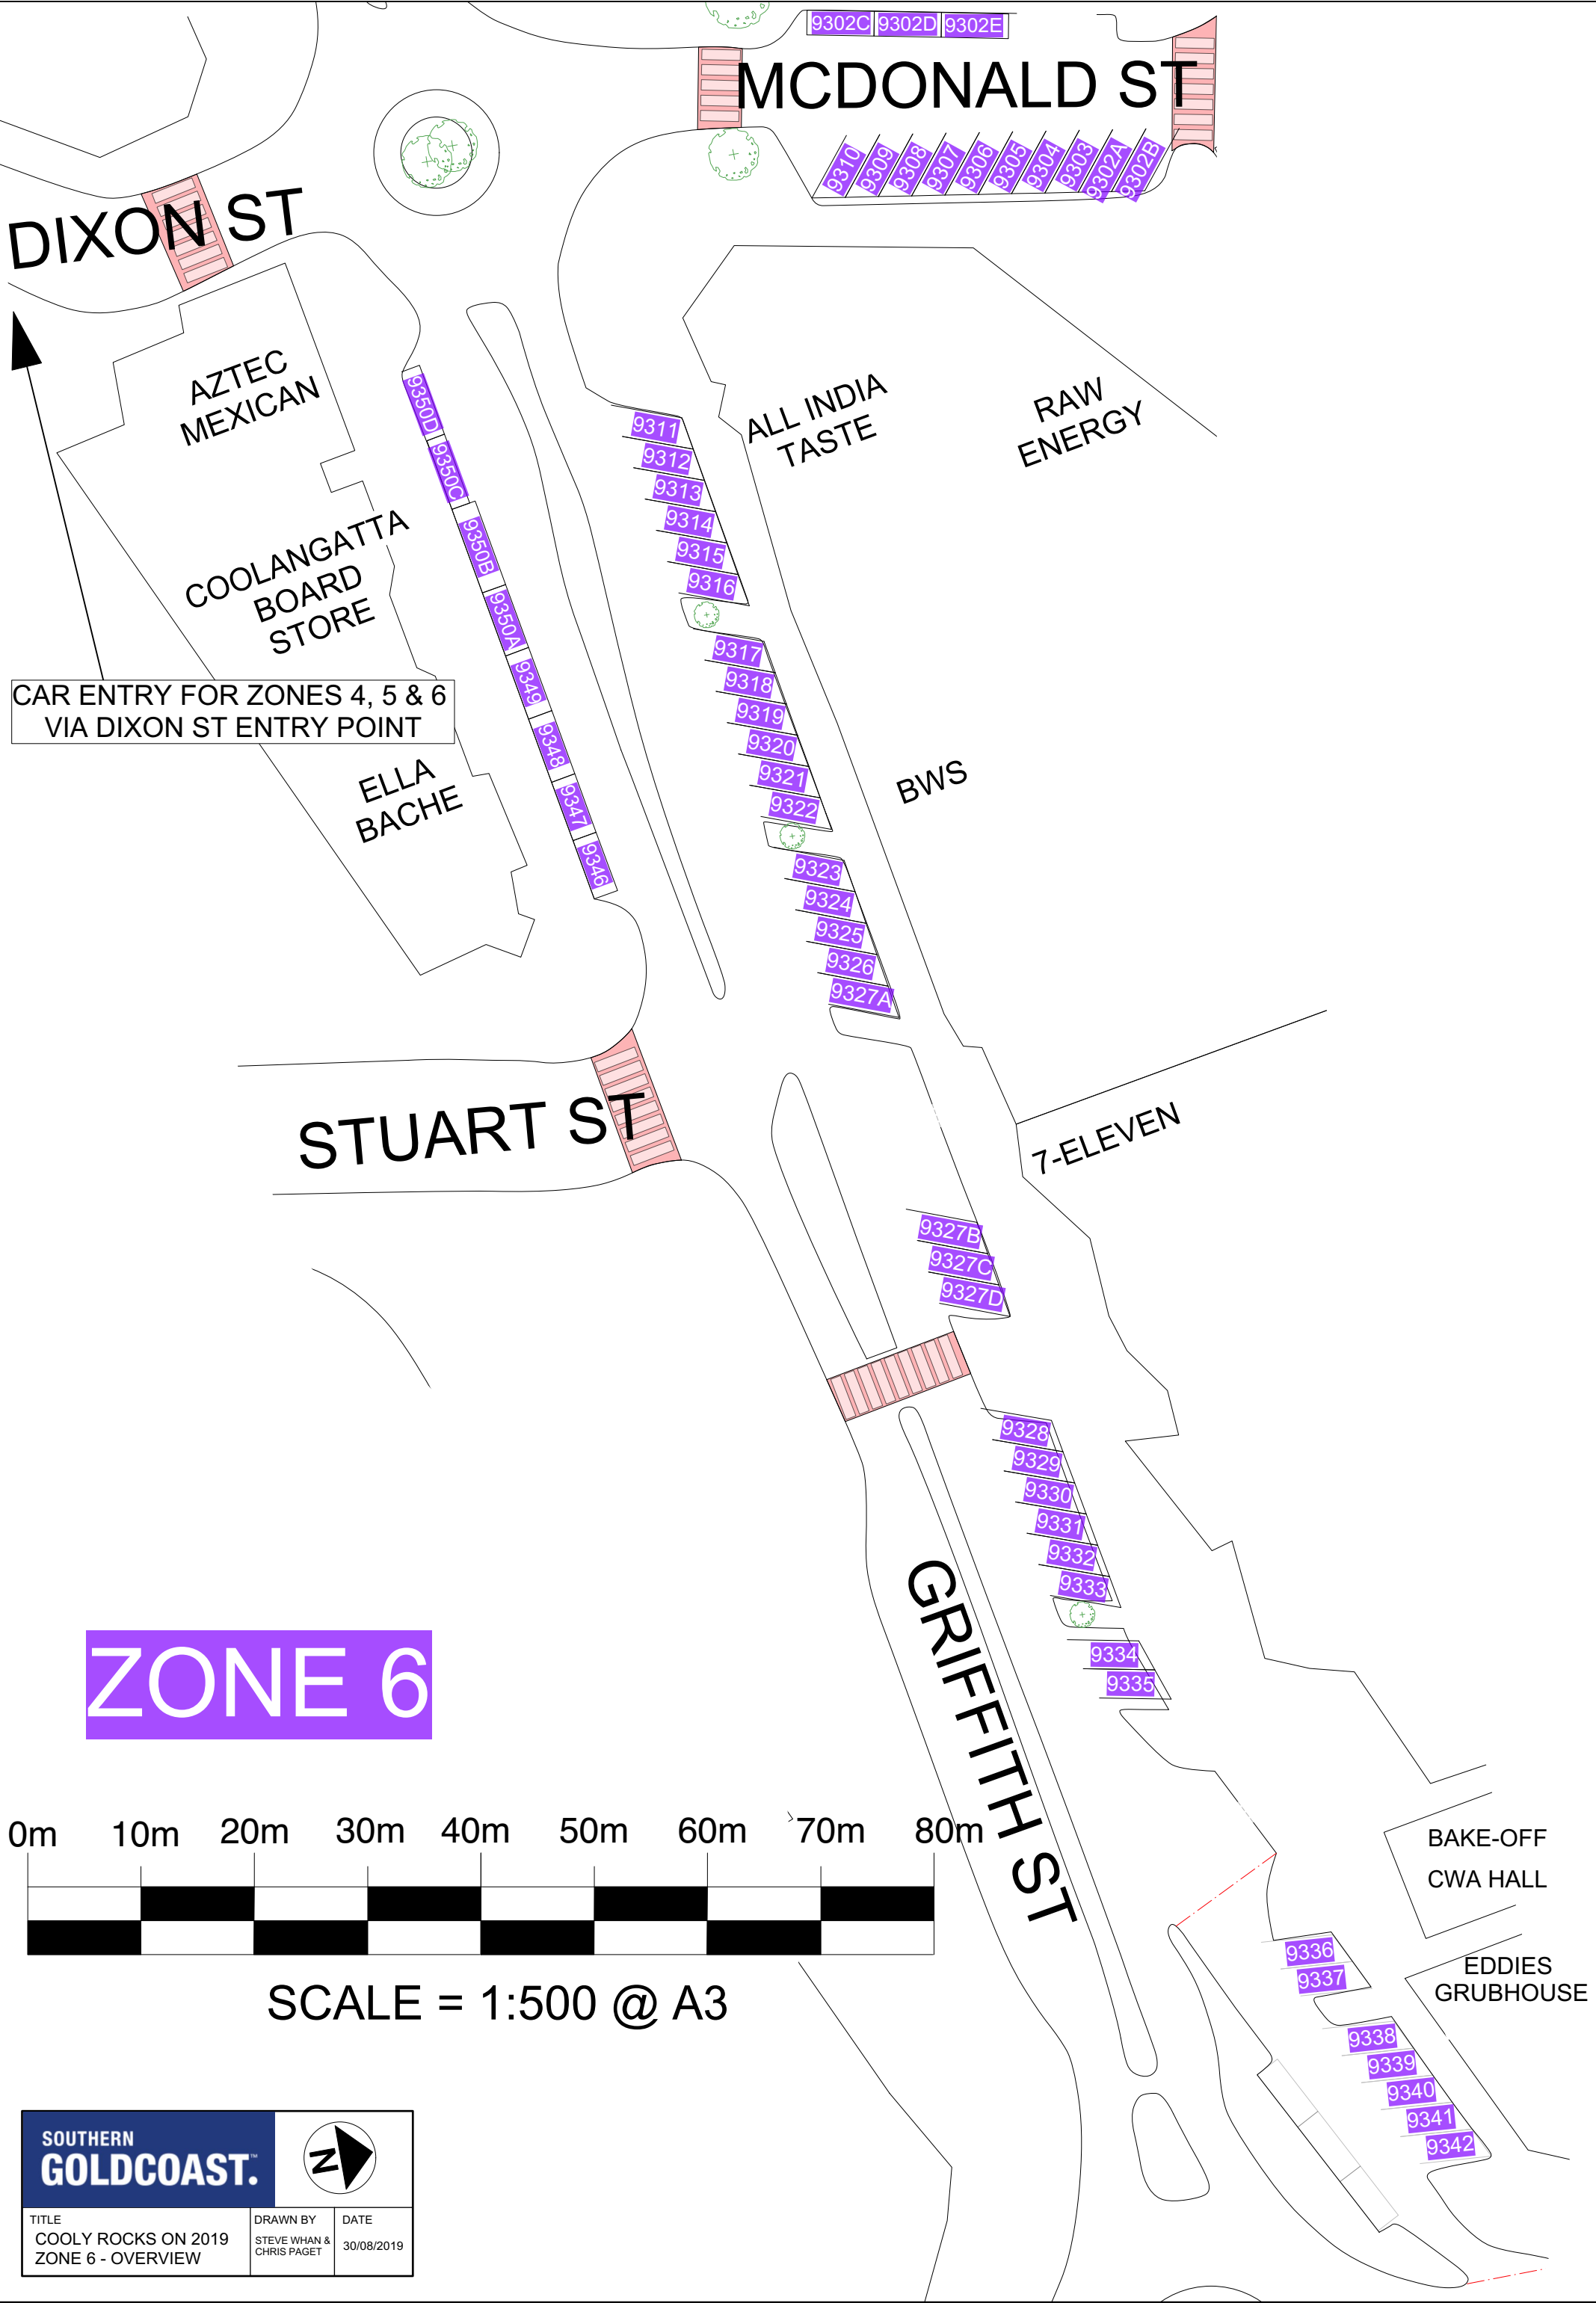 9302C 9302D 9302E
MCDONALD ST
9310 9309 9308 9307 9306 9305 9304 9303 9302A 9302B
DIXON ST
AZTEC
MEXICAN
9350D
9350C
9350B
9350A
9349
9348
9347
9346
ALL INDIA
TASTE
RAW
ENERGY
9311
9312
9313
9314
9315
9316
COOLANGATTA
BOARD
STORE
CAR ENTRY FOR ZONES 4, 5 & 6
VIA DIXON ST ENTRY POINT
9317
9318
9319
9320
9321
9322
ELLA
BACHE
BWS
9323
9324
9325
9326
9327A
STUART ST
7-ELEVEN
9327B
9327C
9327D
9328
9329
9330
9331
9332
9333
9334
9335
GRIFFITH ST
ZONE 6
0m 10m 20m 30m 40m 50m 60m 70m 80m
SCALE = 1:500 @ A3
BAKE-OFF
CWA HALL
9336
9337
EDDIES
GRUBHOUSE
9338
9339
9340
9341
9342
SOUTHERN
GOLDCOAST.™
N
TITLE
COOLY ROCKS ON 2019
ZONE 6 - OVERVIEW
DRAWN BY
STEVE WHAN &
CHRIS PAGET
DATE
30/08/2019